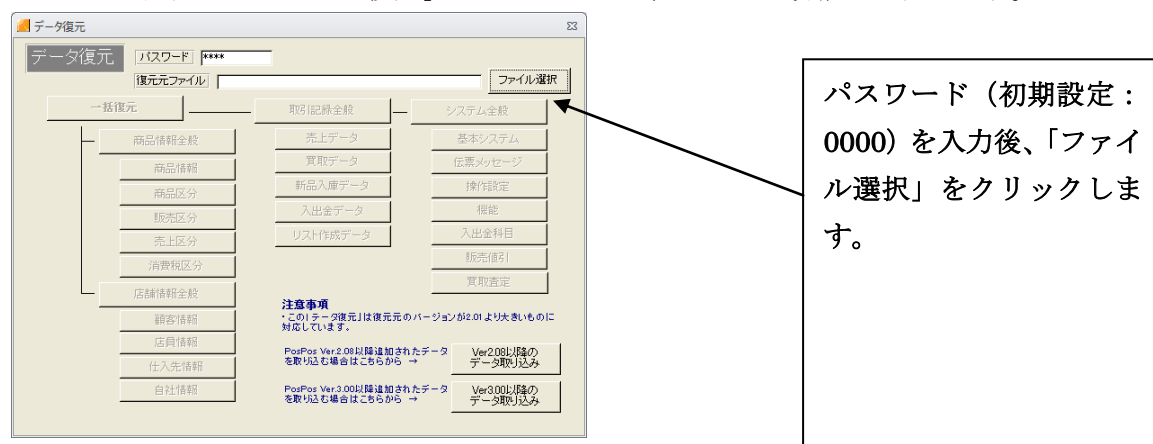 データ復元
データ復元
パスワード ****
復元元ファイル
ファイル選択
一括復元
取引記録全般
システム全般
商品情報全般
商品情報
商品区分
販売区分
売上区分
消費税区分
店舗情報全般
顧客情報
店員情報
仕入先情報
自社情報
売上データ
買取データ
新品入庫データ
入出金データ
リスト作成データ
基本システム
伝票メッセージ
操作設定
機能
入出金科目
販売値引
買取査定
注意事項
・この「データ復元」は復元元のバージョンが2.01より大きいものに
対応しています。
PosPos Ver.2.08以降追加されたデータ
を取り込む場合はこちらから →
Ver2.08以降の
データ取り込み
PosPos Ver.3.00以降追加されたデータ
を取り込む場合はこちらから →
Ver3.00以降の
データ取り込み
パスワード（初期設定：
0000）を入力後、「ファイ
ル選択」をクリックしま
す。